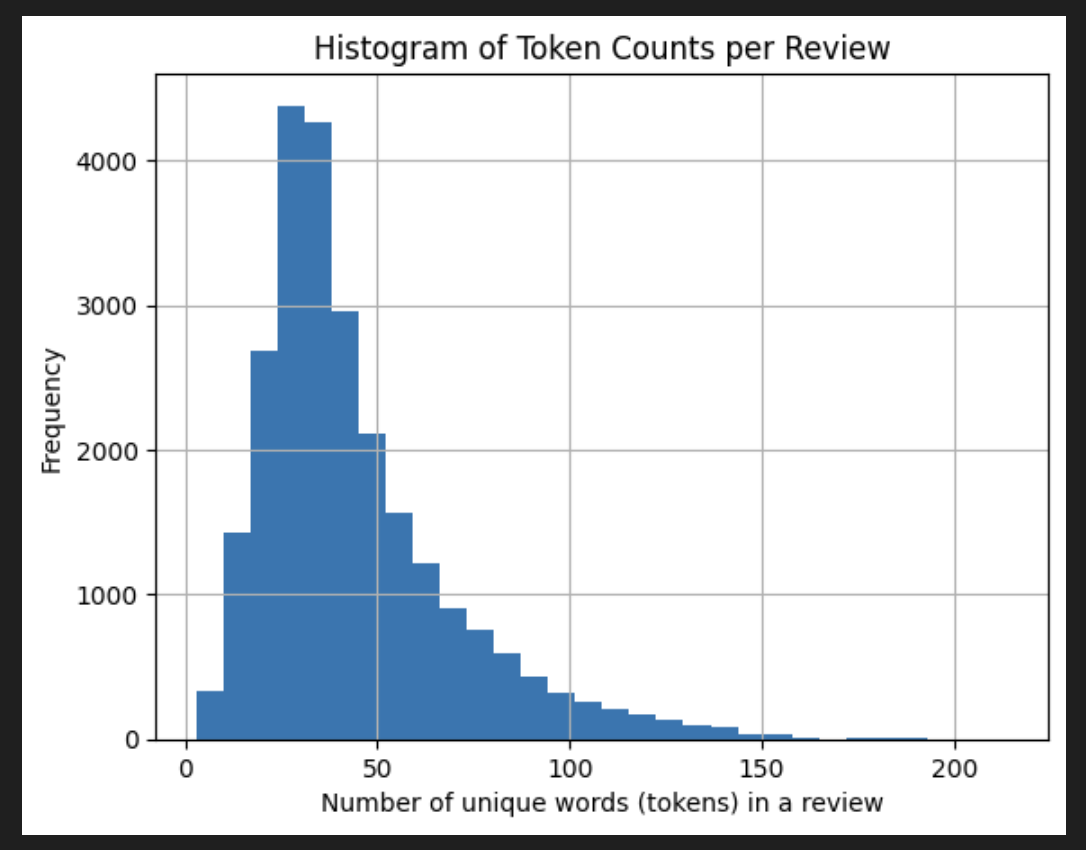 Histogram of Token Counts per Review
Frequency
4000
3000
2000
1000
0
0 50 100 150 200
Number of unique words (tokens) in a review